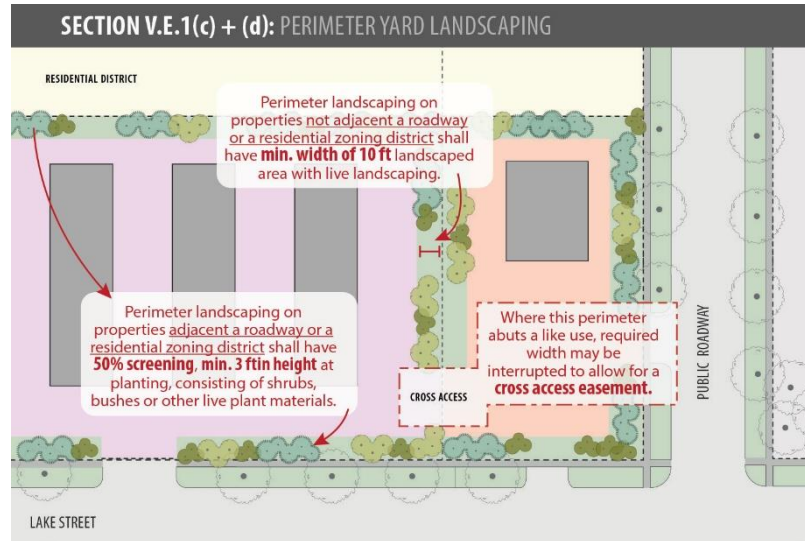 SECTION V.E.1(c) + (d): PERIMETER YARD LANDSCAPING
RESIDENTIAL DISTRICT
Perimeter landscaping on
properties not adjacent a roadway
or a residential zoning district shall
have min. width of 10 ft landscaped
area with live landscaping.
Perimeter landscaping on
properties adjacent a roadway or a
residential zoning district shall have
50% screening, min. 3 ftin height at
planting, consisting of shrubs,
bushes or other live plant materials.
CROSS ACCESS
Where this perimeter
abuts a like use, required
width may be
interrupted to allow for a
cross access easement.
PUBLIC ROADWAY
LAKE STREET